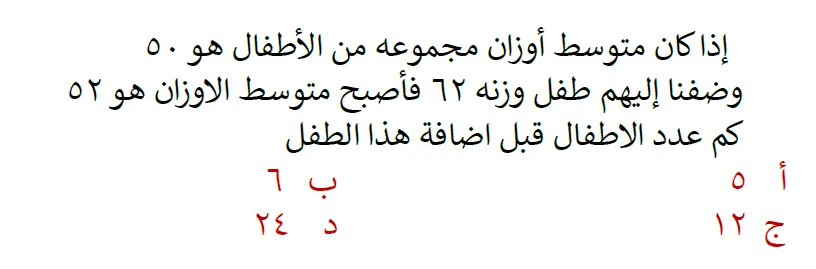 إذا كان متوسط أوزان مجموعه من الأطفال هو ٥٠
وضفنا إليهم طفل وزنه ٦٢ فأصبح متوسط الاوزان هو ٥٢
كم عدد الاطفال قبل اضافة هذا الطفل
أ ٥ ب ٦
ج ١٢ د ٢٤